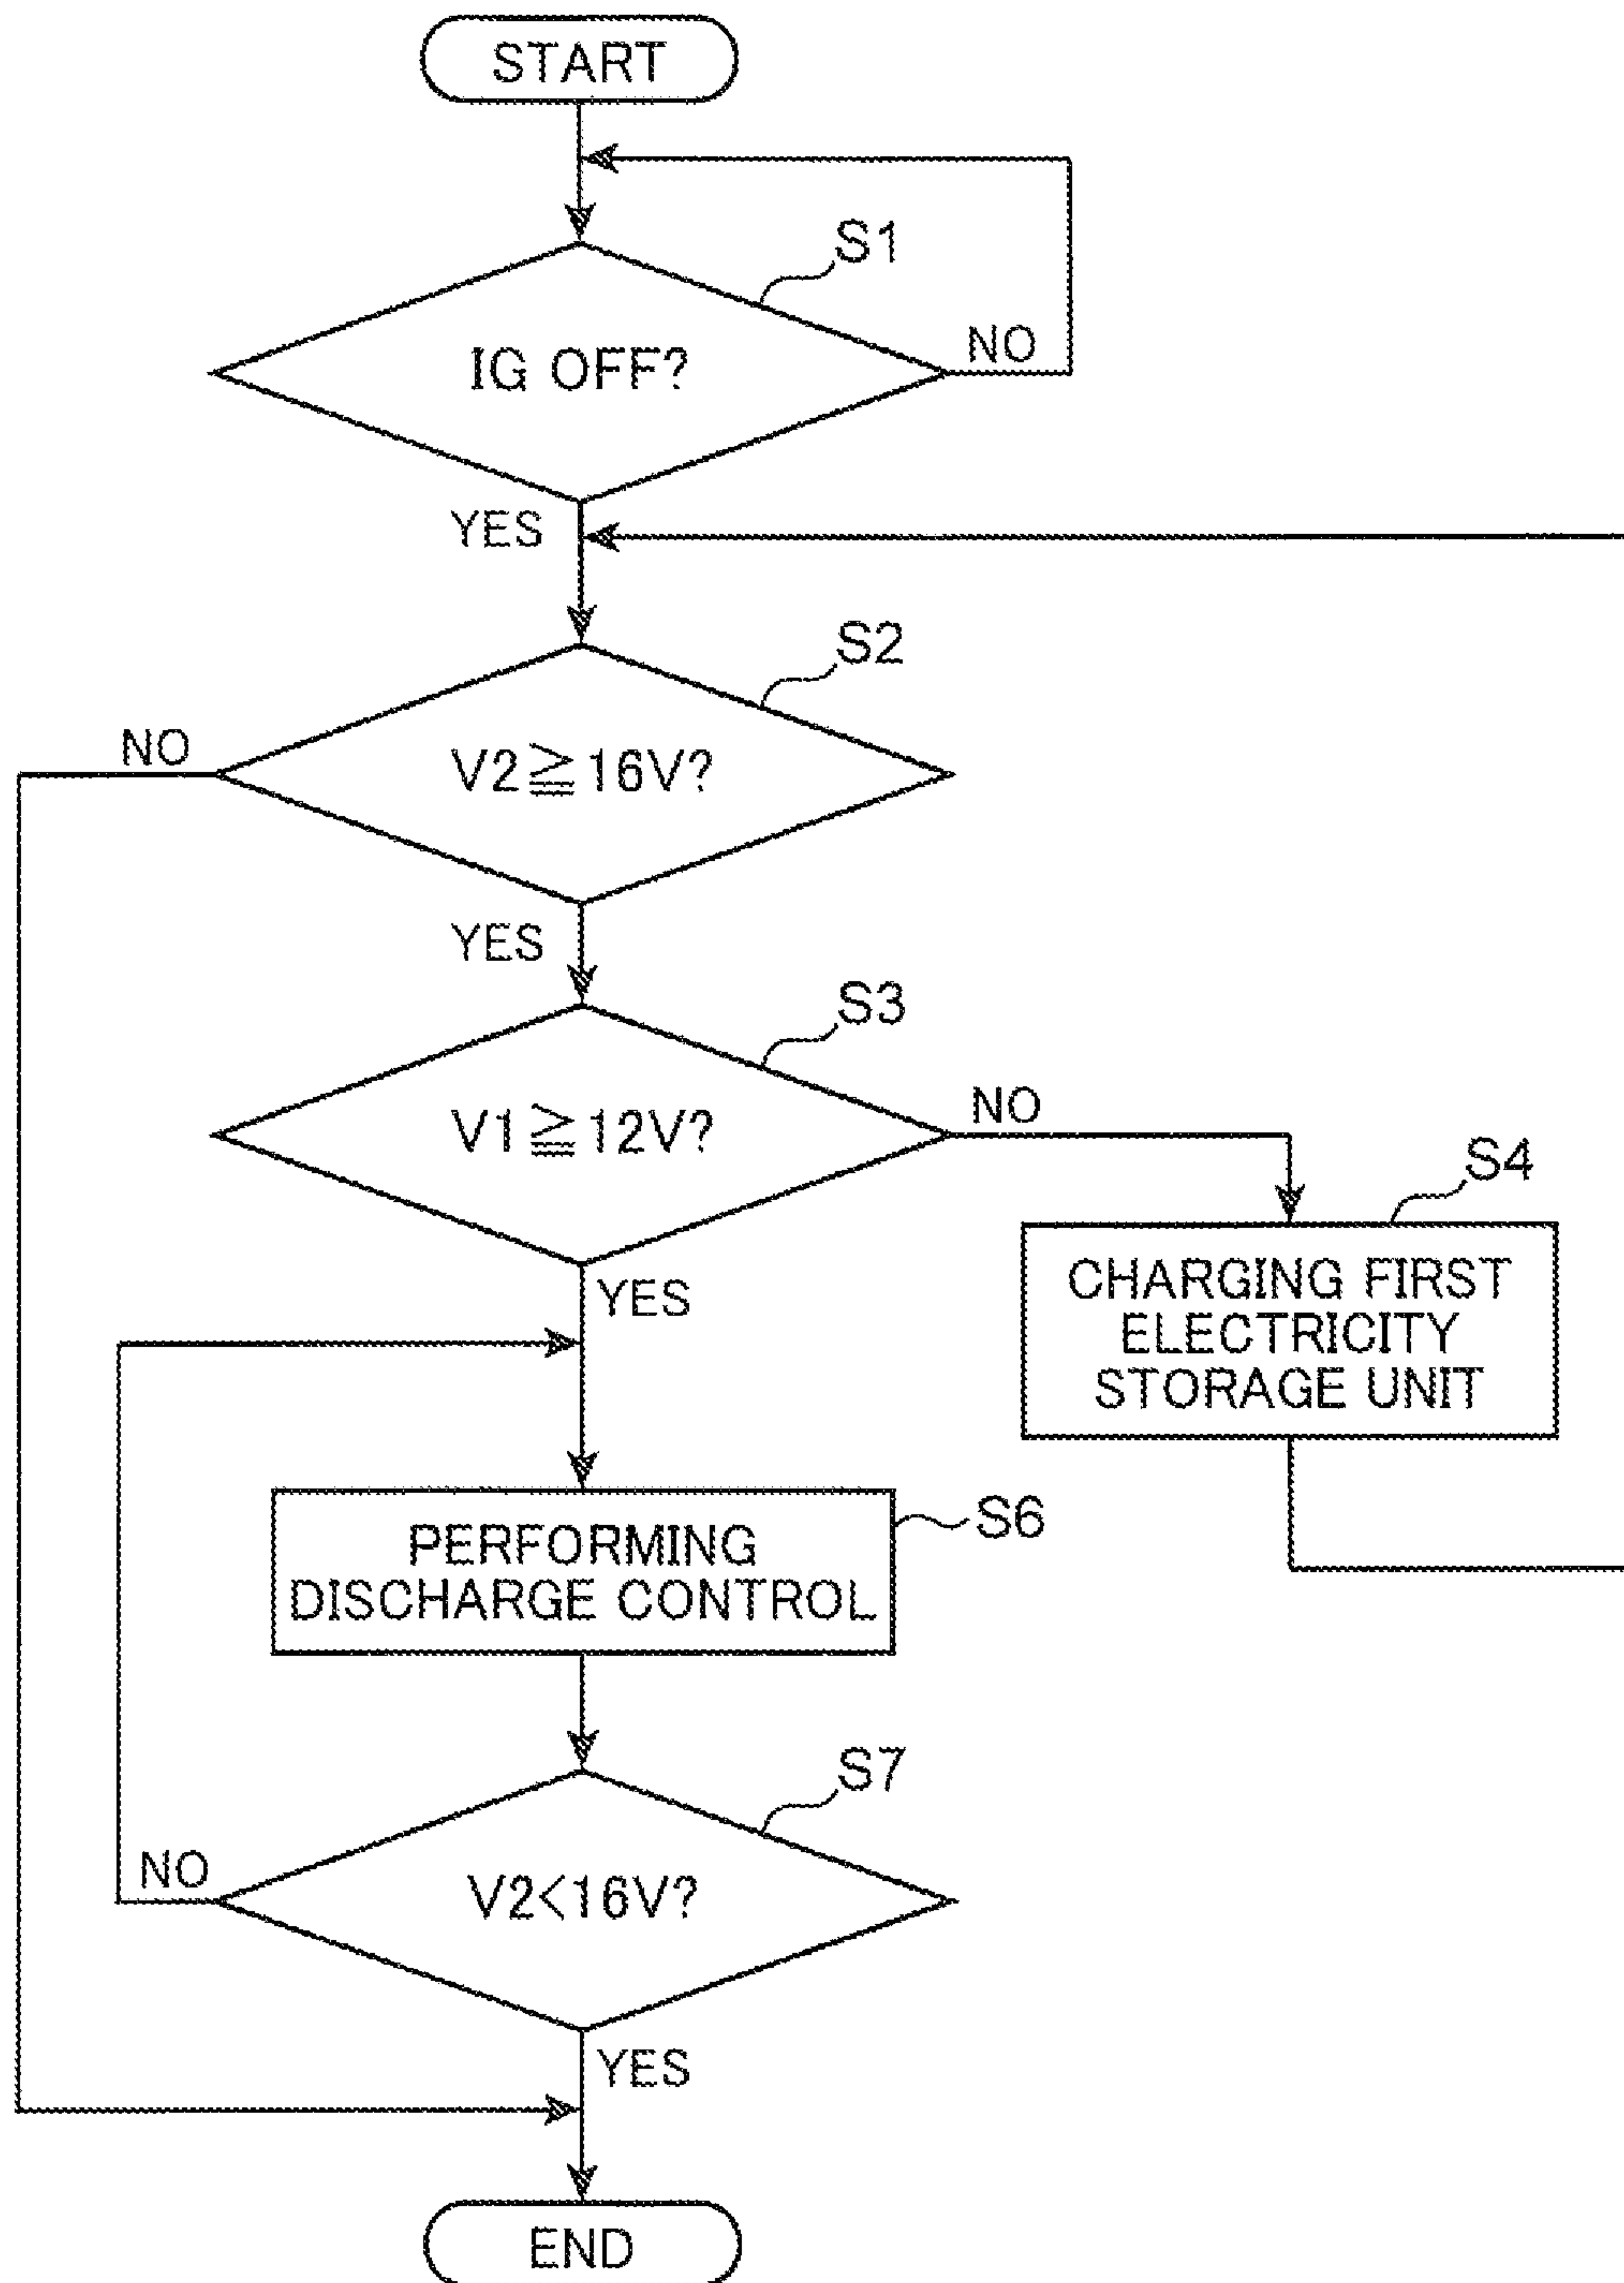 START
S1
IG OFF?
NO
YES
S2
NO
V2≧16V?
YES
S3
V1≧12V?
NO
S4
YES
CHARGING FIRST
ELECTRICITY
STORAGE UNIT
PERFORMING
DISCHARGE CONTROL
S6
S7
NO
V2<16V?
YES
END